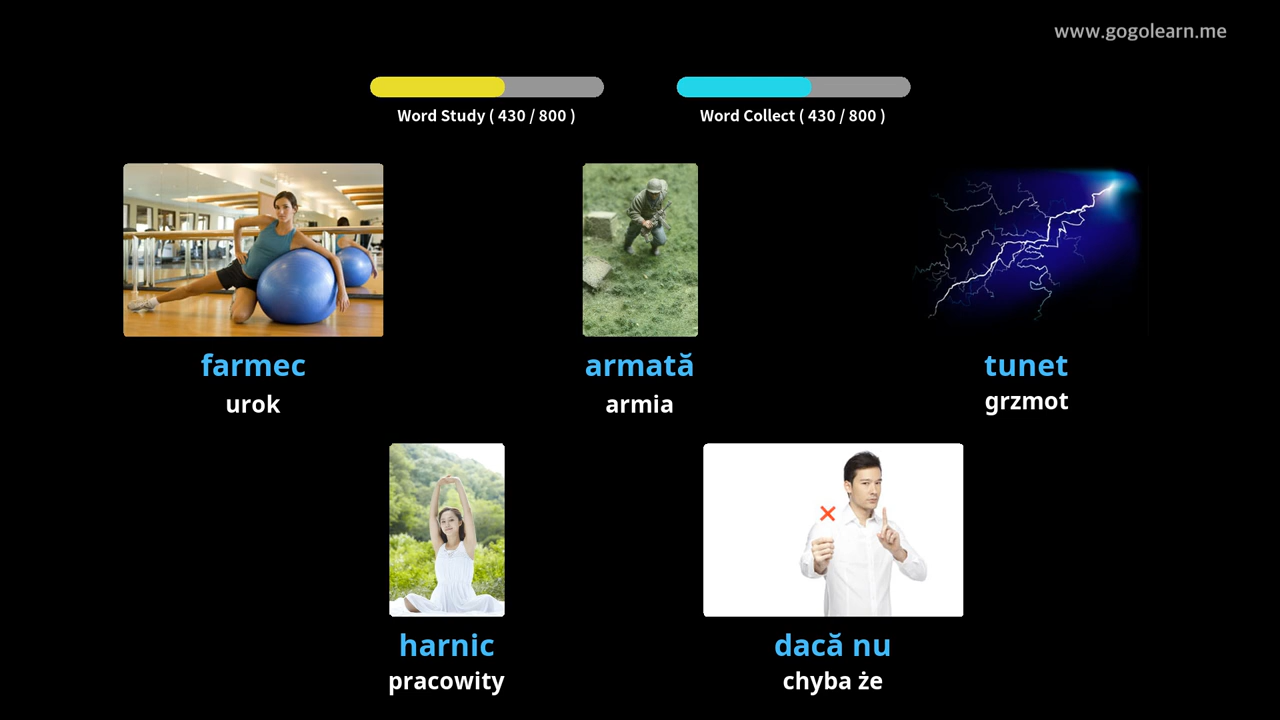 www.gogolearn.me
Word Study ( 430 / 800 )
Word Collect ( 430 / 800 )
farmec
urok
armată
armia
tunet
grzmot
harnic
pracowity
dacă nu
chyba że